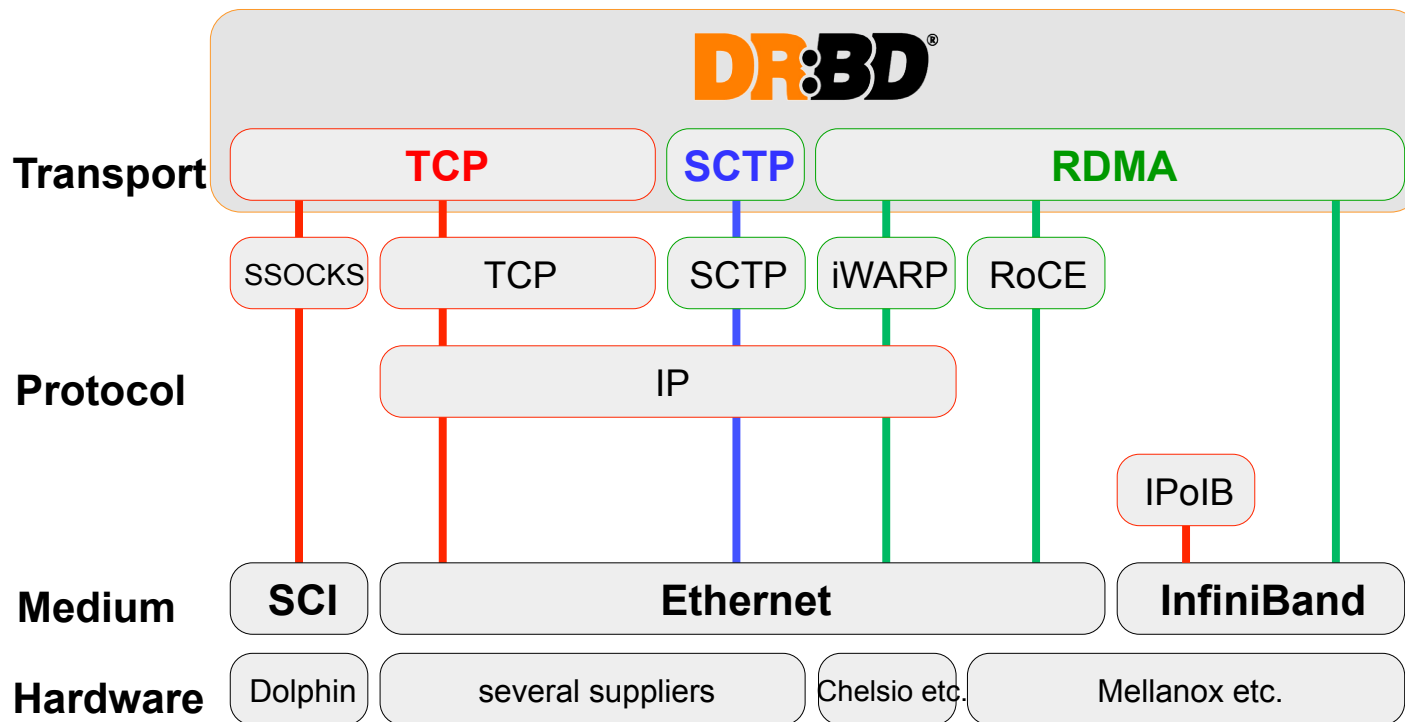 DR:BD®
Transport
TCP
SCTP
RDMA
SSOCKS
TCP
SCTP
iWARP
RoCE
Protocol
IP
IPoIB
Medium
SCI
Ethernet
InfiniBand
Hardware
Dolphin
several suppliers
Chelsio etc.
Mellanox etc.